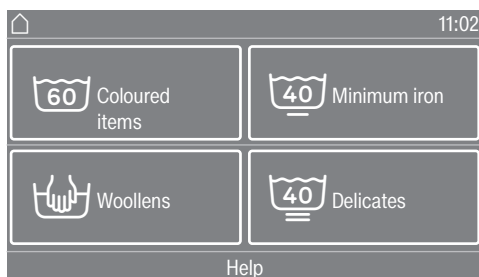 11:02
60 Coloured
items
40 Minimum iron
Woollens
40 Delicates
Help